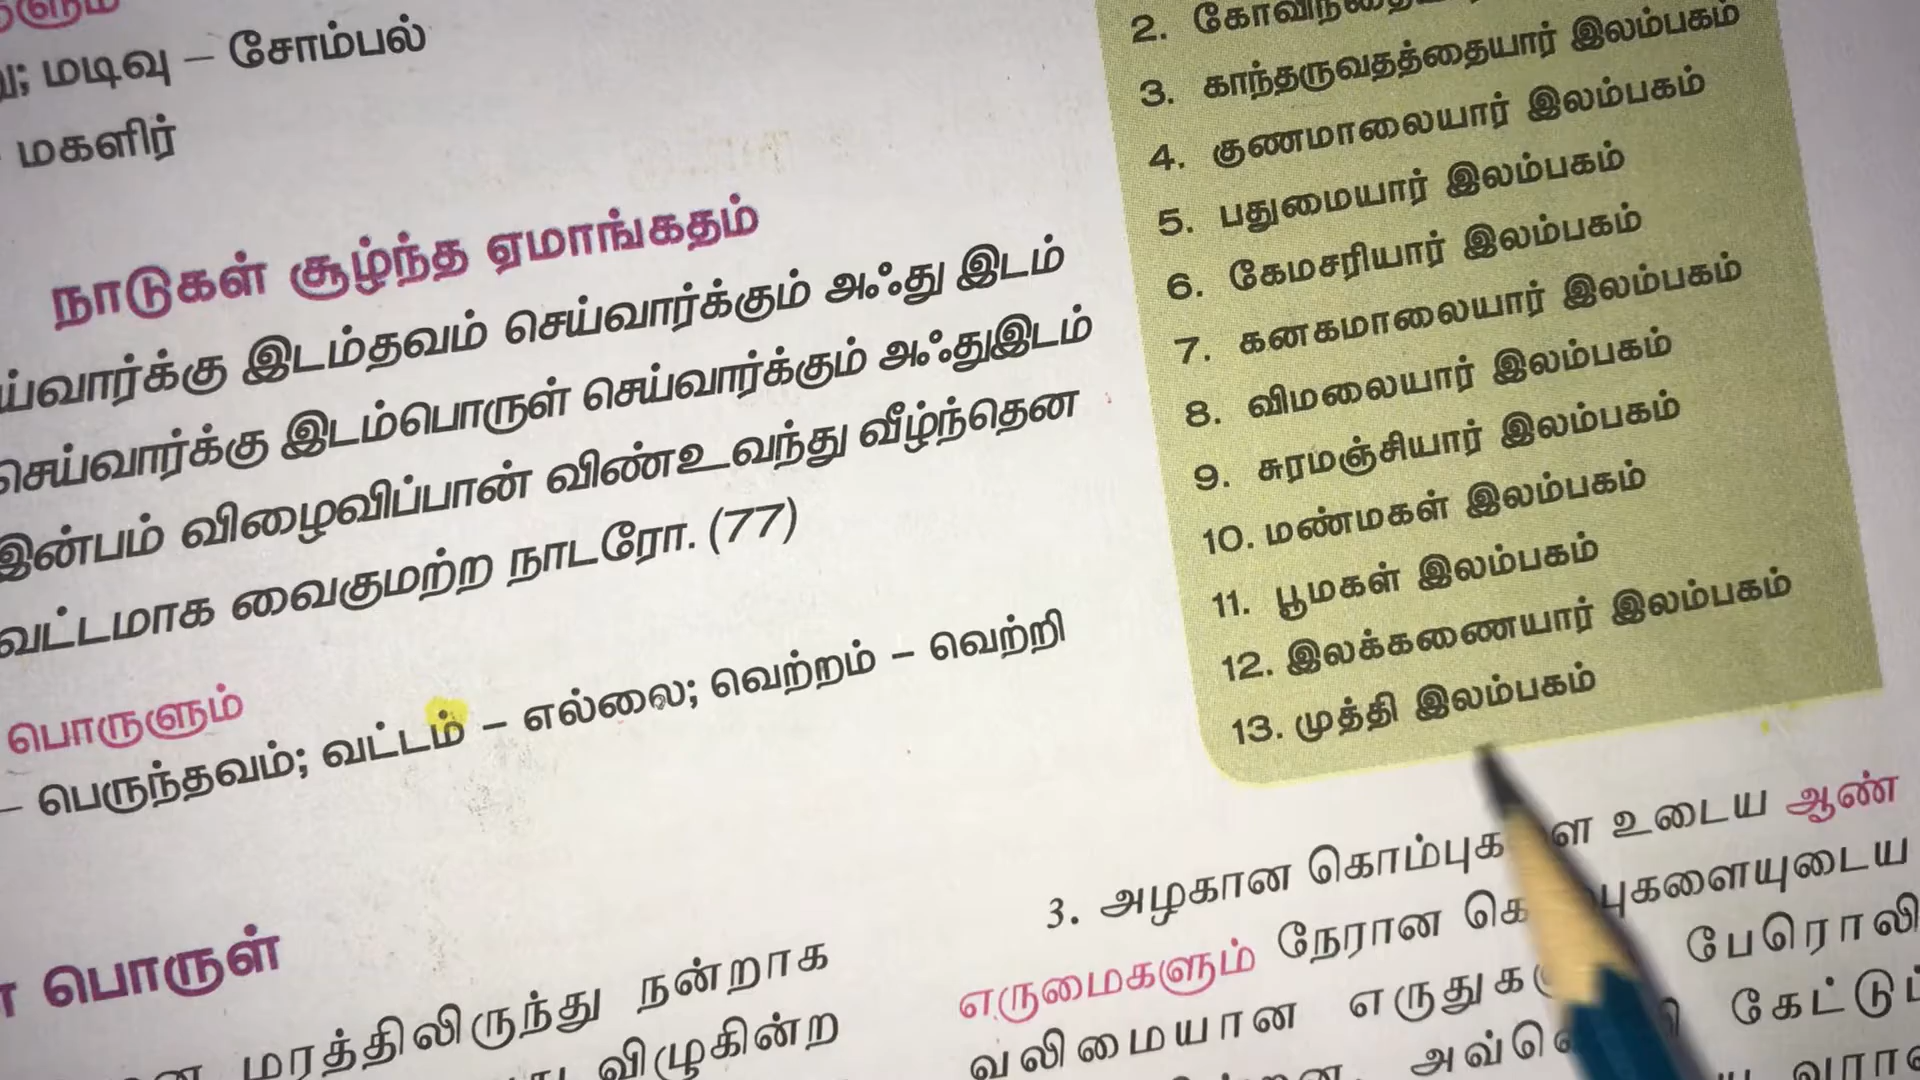 மடிவு – சோம்பல்
மகளிர்
நாடுகள் சூழ்ந்த ஏமாங்கதம்
இடம்தவம் செய்வார்க்கும் அஃது இடம்
செய்வார்க்கு இடம்பொருள் செய்வார்க்கும் அஃதுஇடம்
இன்பம் விழைவிப்பான் விண்உவந்து வீழ்ந்தென
வட்டமாக வைகுமற்ற நாடரோ. (77)
பொருளும்
– பெருந்தவம்; வட்டம் – எல்லை; வெற்றம் – வெற்றி
பொருள்
மரத்திலிருந்து நன்றாக
விழுகின்ற
2.
3. காந்தருவதத்தையார் இலம்பகம்
4. குணமாலையார் இலம்பகம்
5. பதுமையார் இலம்பகம்
6. கேமசரியார் இலம்பகம்
7. கனகமாலையார் இலம்பகம்
8. விமலையார் இலம்பகம்
9. சுரமஞ்சியார் இலம்பகம்
10. மண்மகள் இலம்பகம்
11. பூமகள் இலம்பகம்
12. இலக்கணையார் இலம்பகம்
13. முத்தி இலம்பகம்
3. அழகான உடைய ஆண்
எருமைகளும் நேரான
வலிமையான பேரொலி